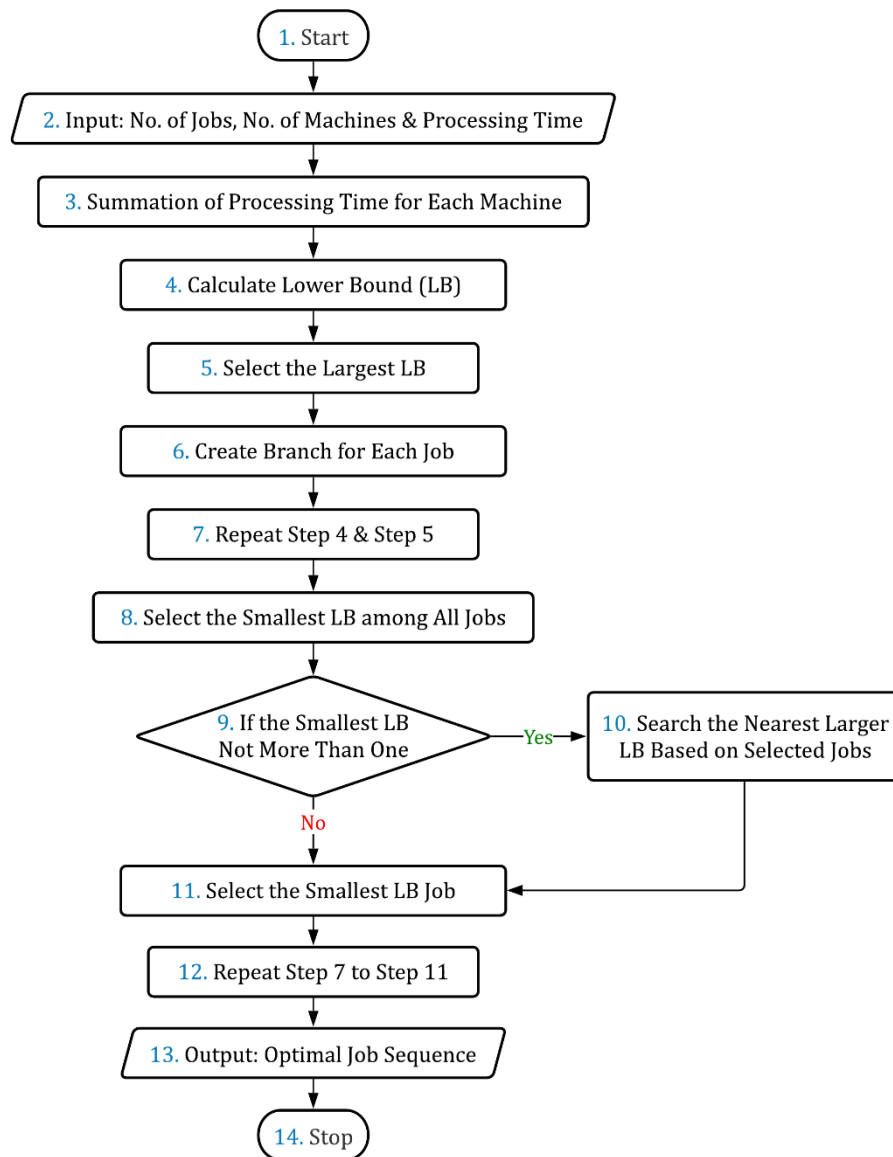 1. Start
2. Input: No. of Jobs, No. of Machines & Processing Time
3. Summation of Processing Time for Each Machine
4. Calculate Lower Bound (LB)
5. Select the Largest LB
6. Create Branch for Each Job
7. Repeat Step 4 & Step 5
8. Select the Smallest LB among All Jobs
9. If the Smallest LB
Not More Than One
Yes
10. Search the Nearest Larger
LB Based on Selected Jobs
No
11. Select the Smallest LB Job
12. Repeat Step 7 to Step 11
13. Output: Optimal Job Sequence
14. Stop